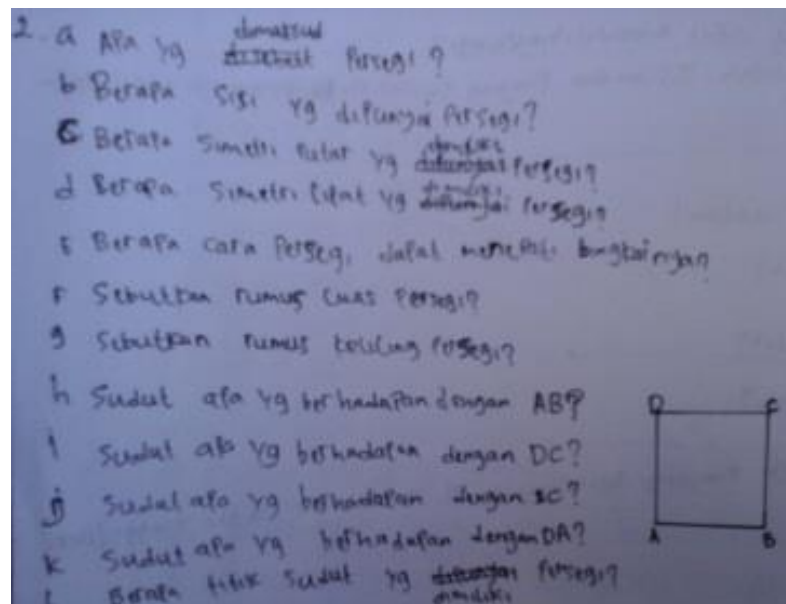 2. a APa yg dimaksud Persegi?
b Berapa sisi yg dipunyai Persegi?
c Berapa simetri Putar yg dimiliki Persegi?
d Berapa simetri lipat yg dimiliki Persegi?
E Berapa cara Persegi dapat menempati bingkainya?
F Sebutkan rumus Luas Persegi?
g Sebutkan rumus keliling Persegi?
h Sudut apa yg berhadapan dengan AB?
i Sudut apa yg berhadapan dengan DC?
j Sudut apa yg berhadapan dengan BC?
k Sudut apa yg berhadapan dengan DA?
l Berapa titik sudut yg dimiliki Persegi?
D C
A B